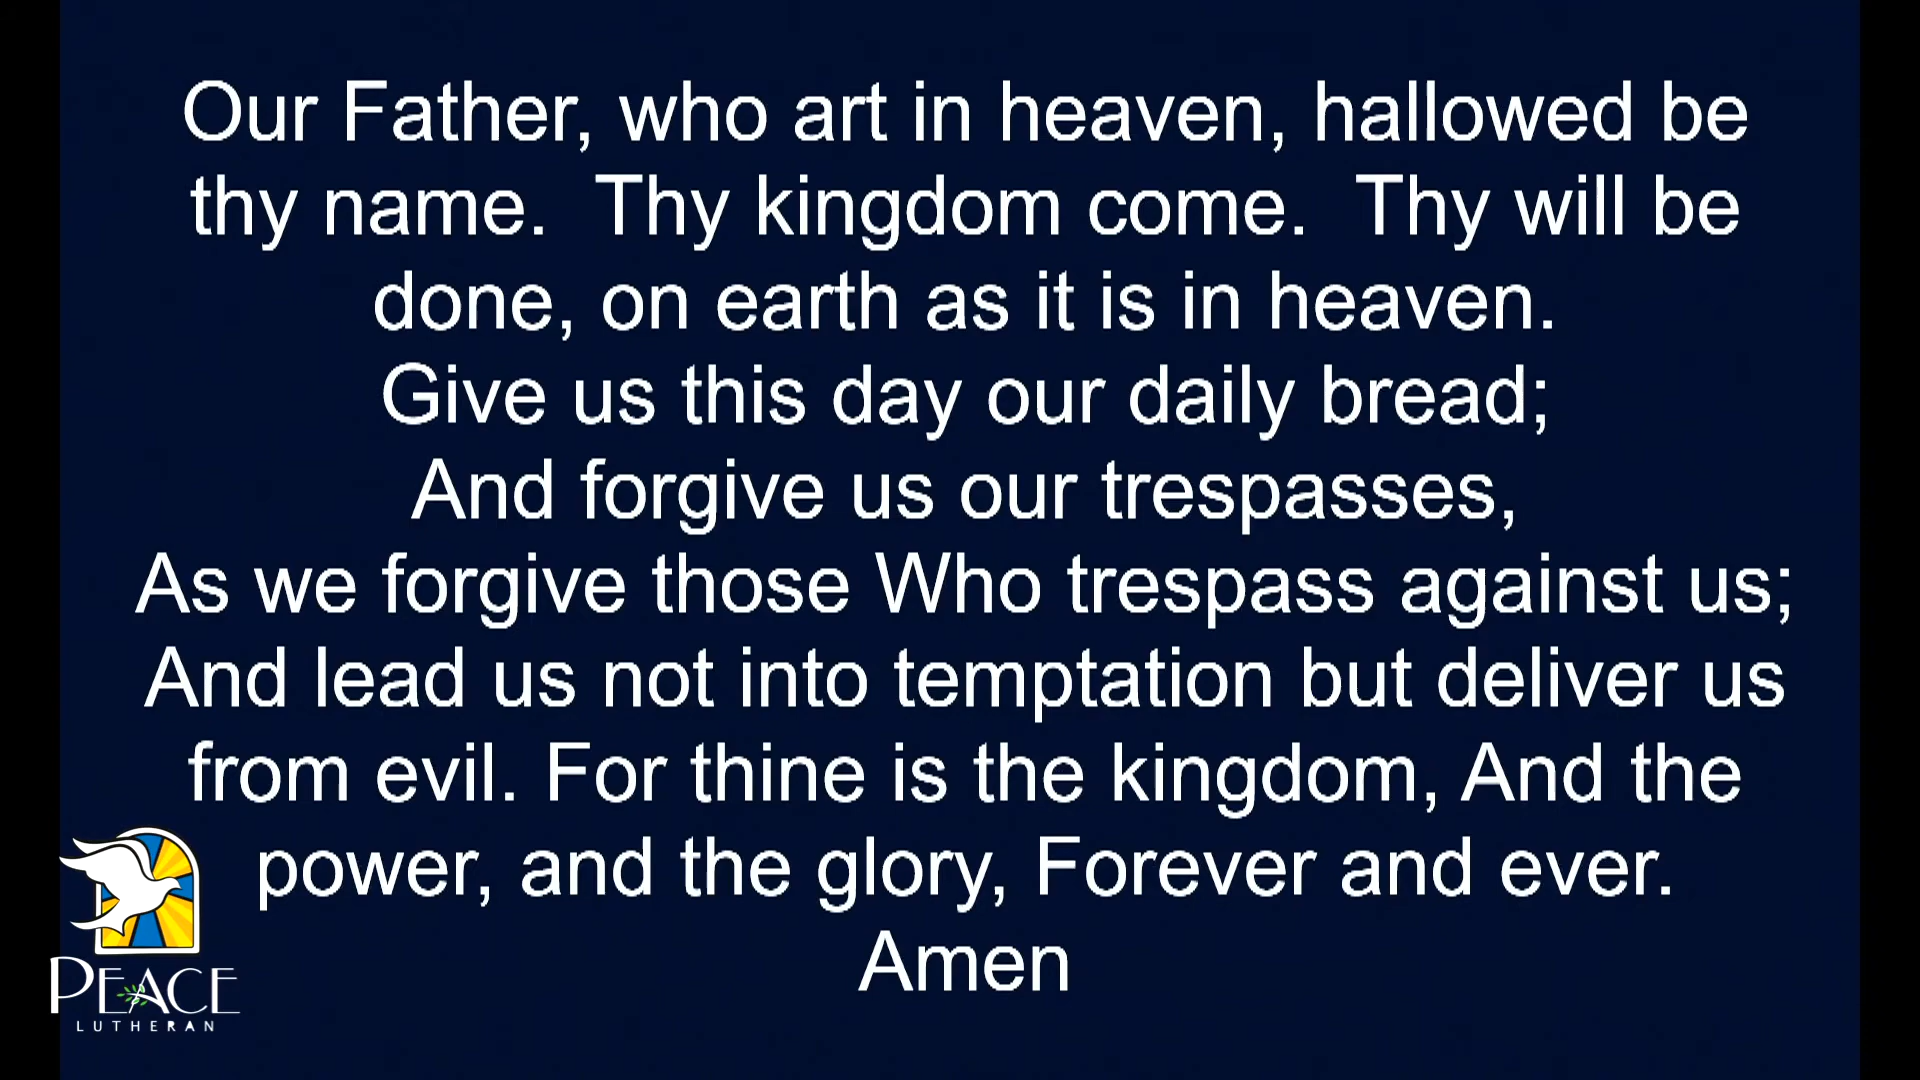 Our Father, who art in heaven, hallowed be
thy name.  Thy kingdom come.  Thy will be
done, on earth as it is in heaven.
Give us this day our daily bread;
And forgive us our trespasses,
As we forgive those Who trespass against us;
And lead us not into temptation but deliver us
from evil. For thine is the kingdom, And the
power, and the glory, Forever and ever.
Amen
PEACE
LUTHERAN